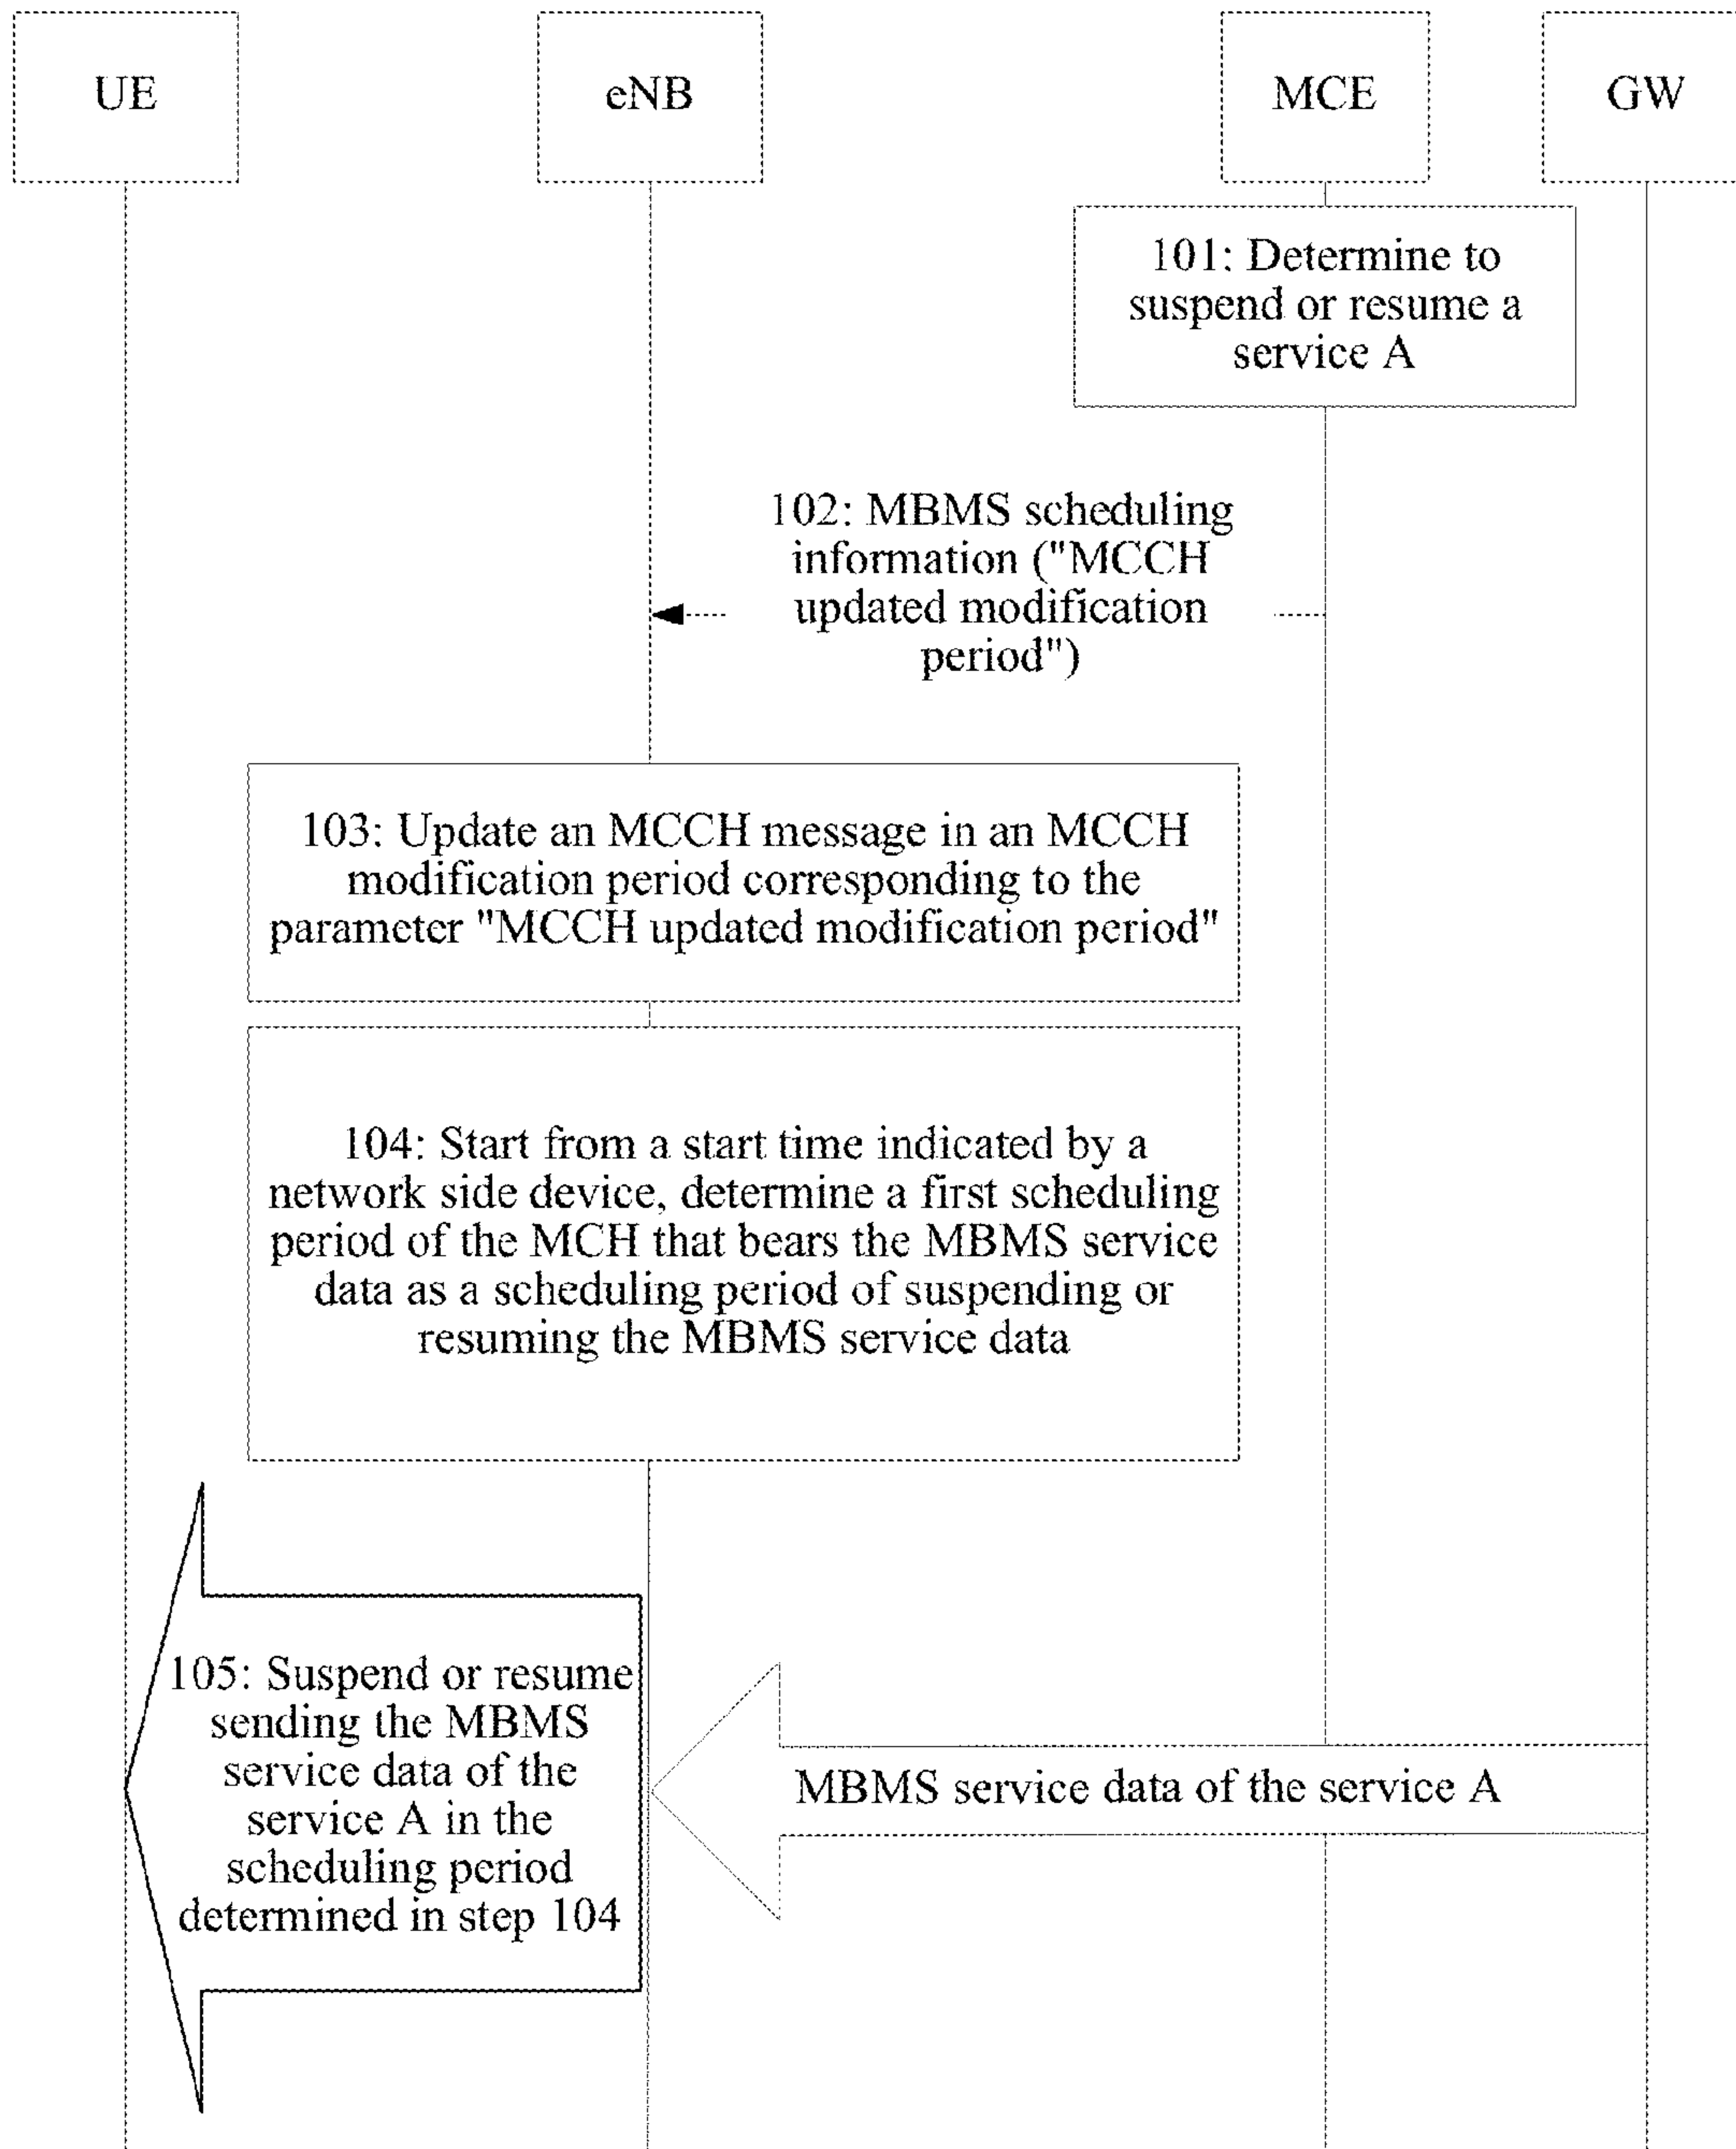 UE
eNB
MCE
GW
101: Determine to
suspend or resume a
service A
102: MBMS scheduling
information ("MCCH
updated modification
period")
103: Update an MCCH message in an MCCH
modification period corresponding to the
parameter "MCCH updated modification period"
104: Start from a start time indicated by a
network side device, determine a first scheduling
period of the MCH that bears the MBMS service
data as a scheduling period of suspending or
resuming the MBMS service data
105: Suspend or resume
sending the MBMS
service data of the
service A in the
scheduling period
determined in step 104
MBMS service data of the service A